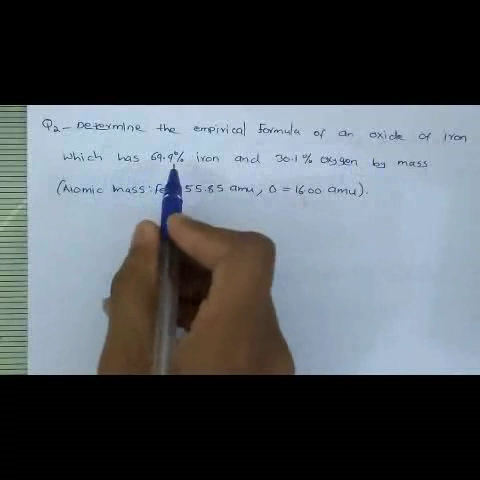 Q2- Determine the empirical formula of an oxide of iron
which has 69.9% iron and 30.1% oxygen by mass
(Atomic mass: Fe 55.85 amu, O = 16.00 amu).